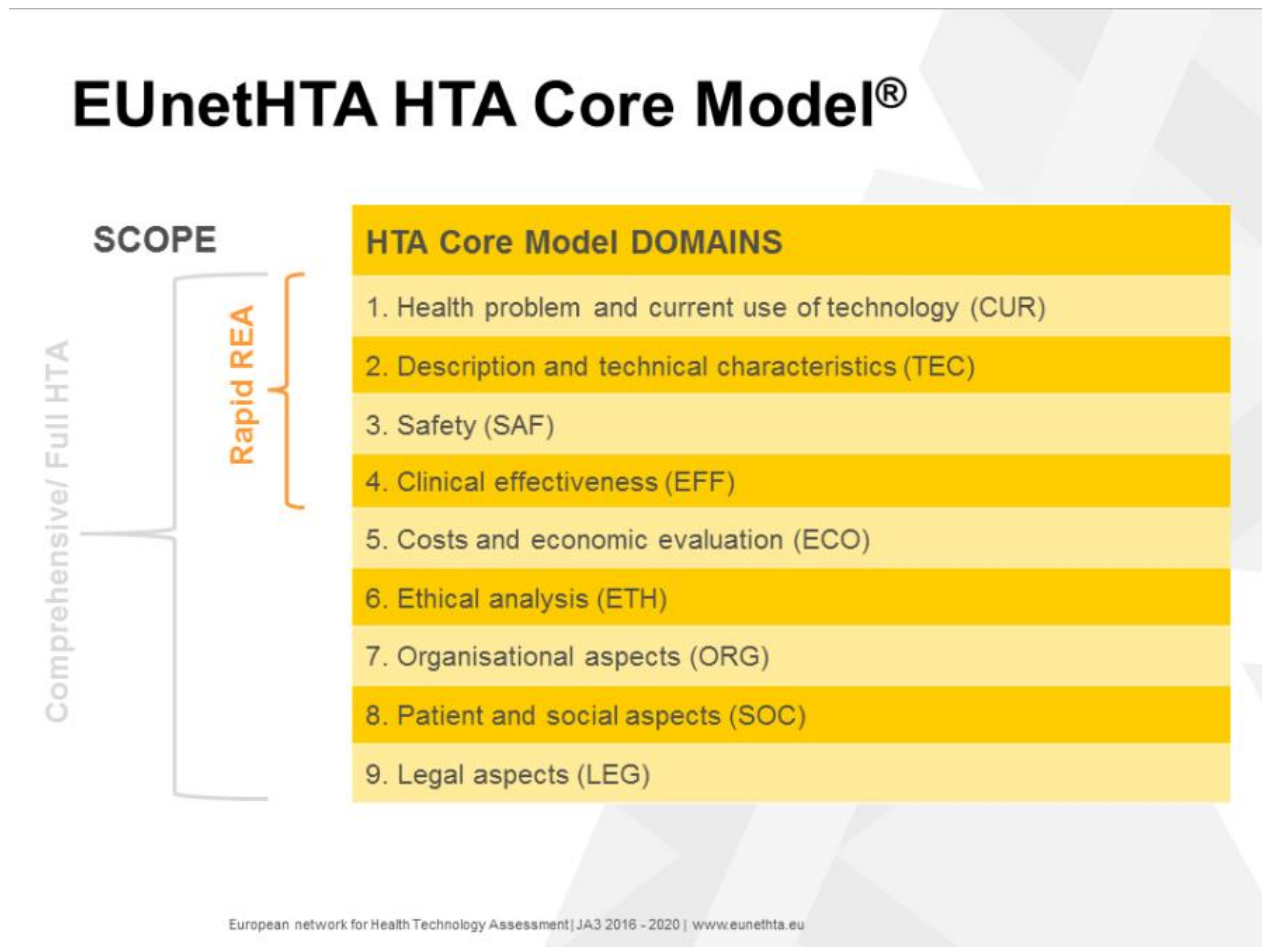 EUnetHTA HTA Core Model®
SCOPE
Comprehensive/ Full HTA
Rapid REA
HTA Core Model DOMAINS
1. Health problem and current use of technology (CUR)
2. Description and technical characteristics (TEC)
3. Safety (SAF)
4. Clinical effectiveness (EFF)
5. Costs and economic evaluation (ECO)
6. Ethical analysis (ETH)
7. Organisational aspects (ORG)
8. Patient and social aspects (SOC)
9. Legal aspects (LEG)
European network for Health Technology Assessment | JA3 2016 - 2020 | www.eunethta.eu